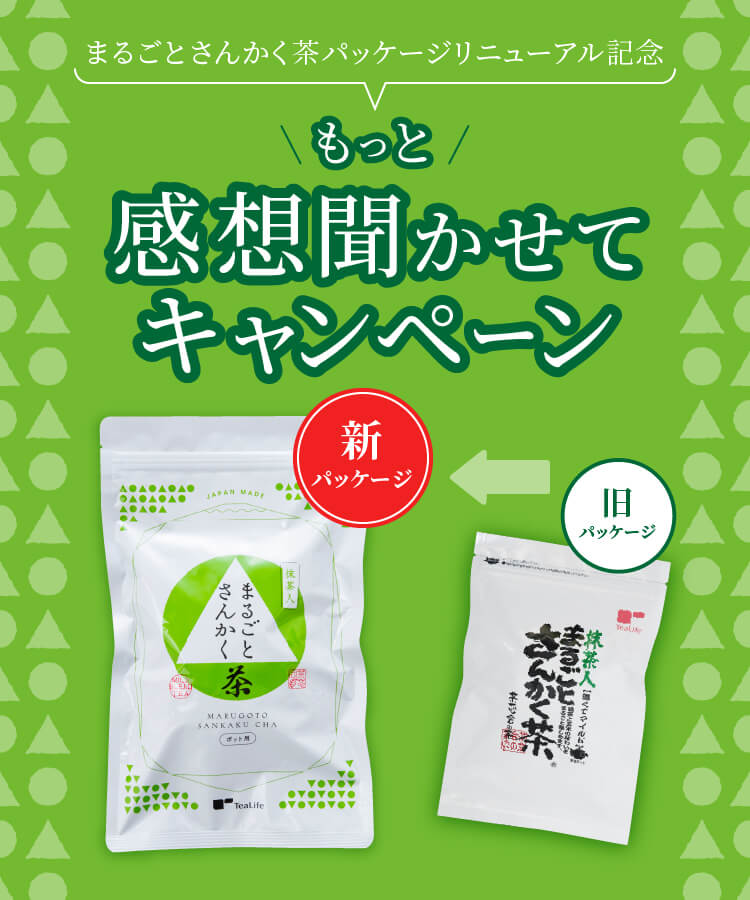 まるごとさんかく茶パッケージリニューアル記念
もっと
感想聞かせて
キャンペーン
新
パッケージ
旧
パッケージ
JAPAN MADE
抹茶入
まるごと
さんかく
茶
MARUGOTO
SANKAKU CHA
ポット用
TeaLife
TeaLife
抹茶入
まるごと
さんかく茶